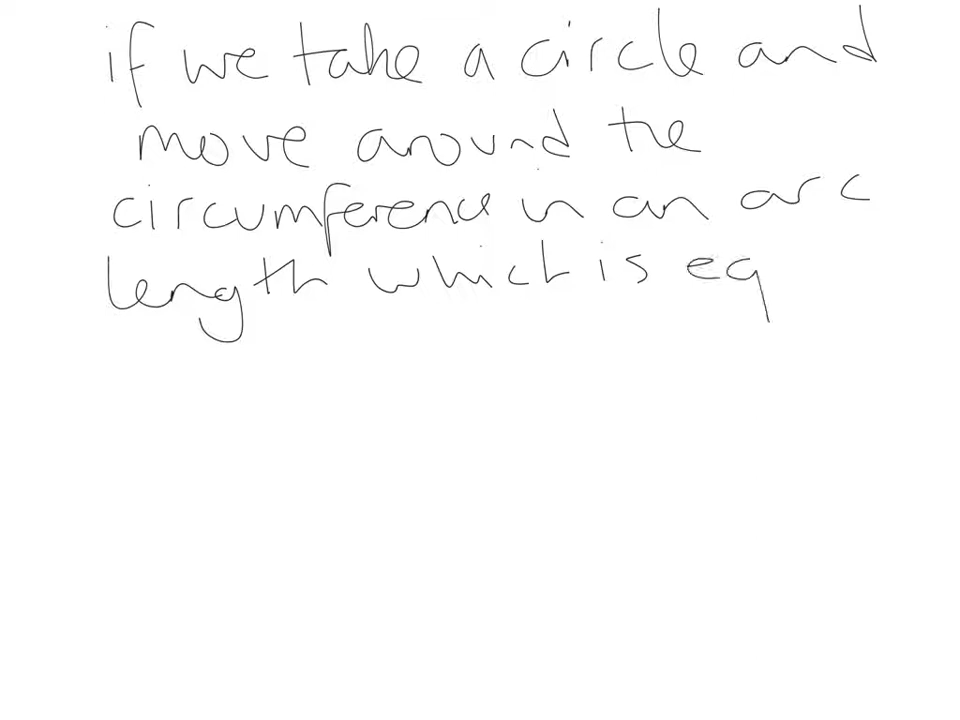 if we take a circle and
move around the
circumference in an arc
length which is eq